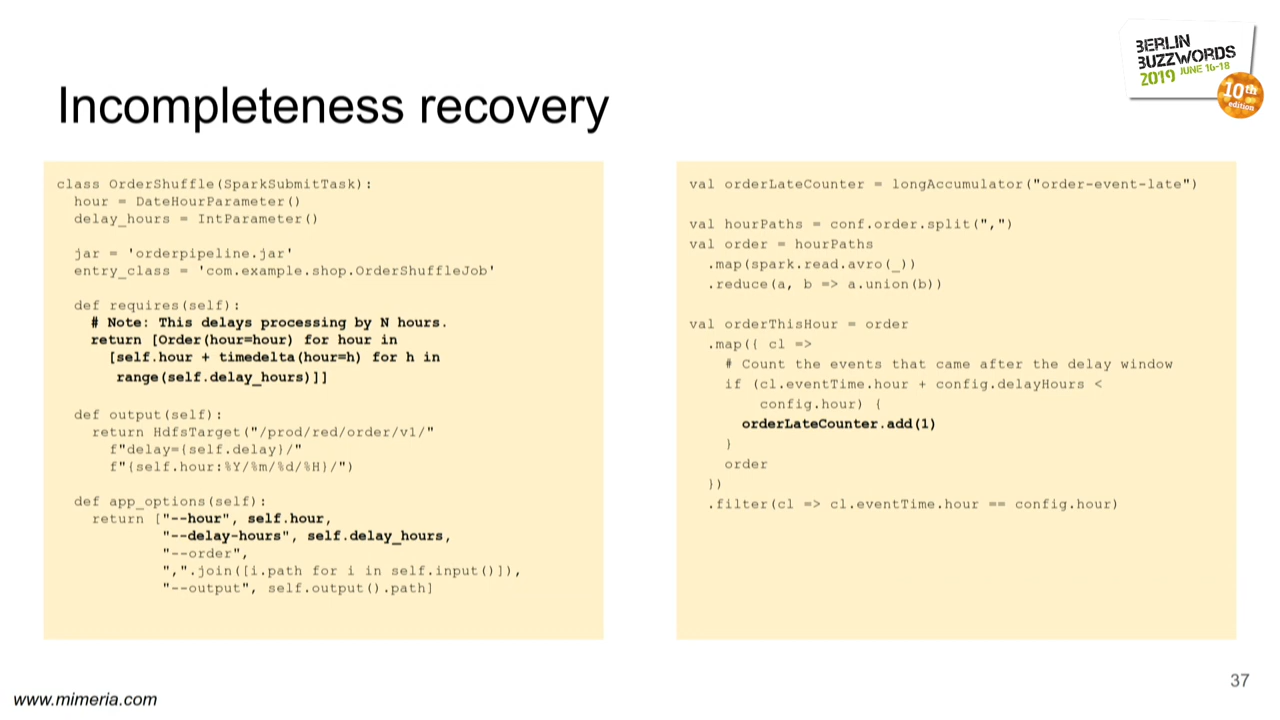 BERLIN
BUZZWORDS
2019 JUNE 16-18
10th
edition
Incompleteness recovery
class OrderShuffle(SparkSubmitTask):
  hour = DateHourParameter()
  delay_hours = IntParameter()

  jar = 'orderpipeline.jar'
  entry_class = 'com.example.shop.OrderShuffleJob'

  def requires(self):
    # Note: This delays processing by N hours.
    return [Order(hour=hour) for hour in
      [self.hour + timedelta(hour=h) for h in
       range(self.delay_hours)]]

  def output(self):
    return HdfsTarget("/prod/red/order/v1/"
      f"delay={self.delay}/"
      f"{self.hour:%Y/%m/%d/%H}/")

  def app_options(self):
    return ["--hour", self.hour,
            "--delay-hours", self.delay_hours,
            "--order",
            ",".join([i.path for i in self.input()]),
            "--output", self.output().path]
val orderLateCounter = longAccumulator("order-event-late")

val hourPaths = conf.order.split(",")
val order = hourPaths
  .map(spark.read.avro(_))
  .reduce(a, b => a.union(b))

val orderThisHour = order
  .map({ cl =>
    # Count the events that came after the delay window
    if (cl.eventTime.hour + config.delayHours <
        config.hour) {
      orderLateCounter.add(1)
    }
    order
  })
  .filter(cl => cl.eventTime.hour == config.hour)
37
www.mimeria.com